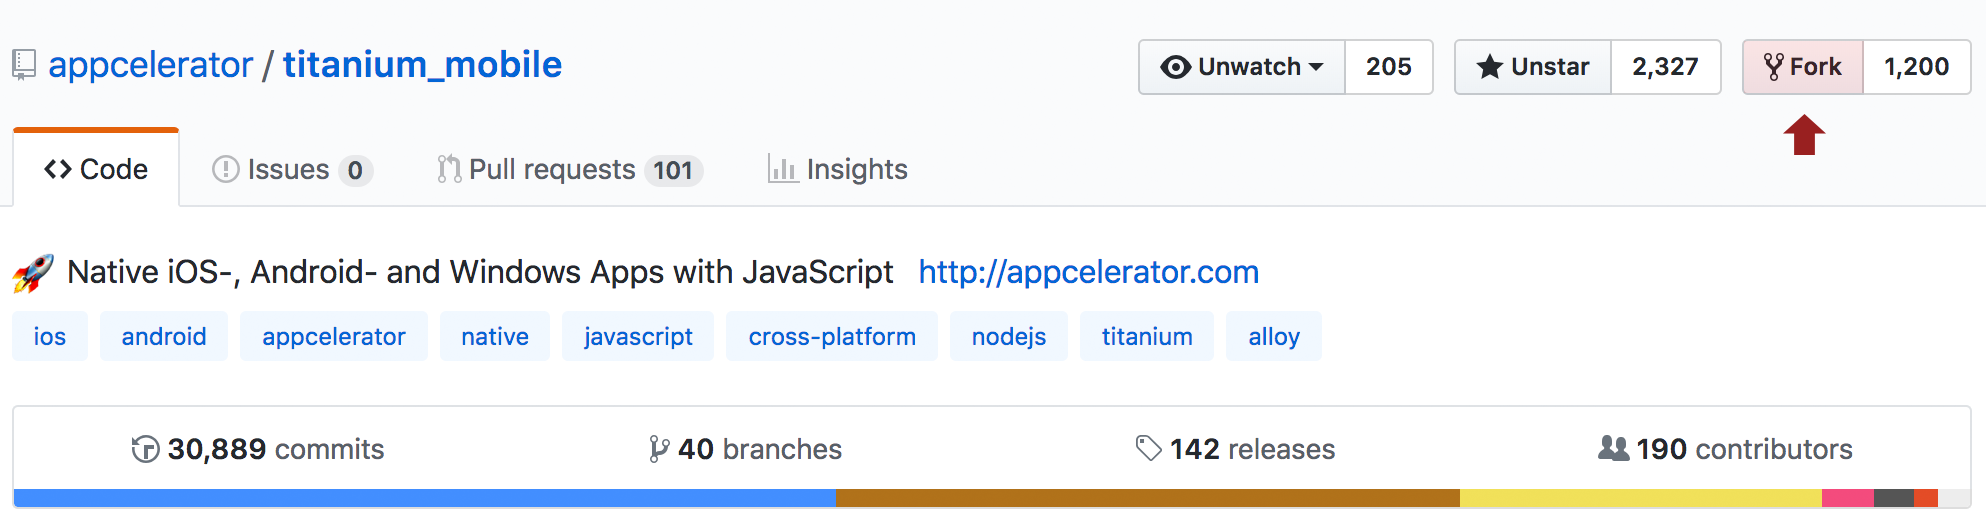 appcelerator / titanium_mobile Unwatch 205 Unstar 2,327 Fork 1,200
Code Issues 0 Pull requests 101 Insights
Native iOS-, Android- and Windows Apps with JavaScript http://appcelerator.com
ios android appcelerator native javascript cross-platform nodejs titanium alloy
30,889 commits 40 branches 142 releases 190 contributors